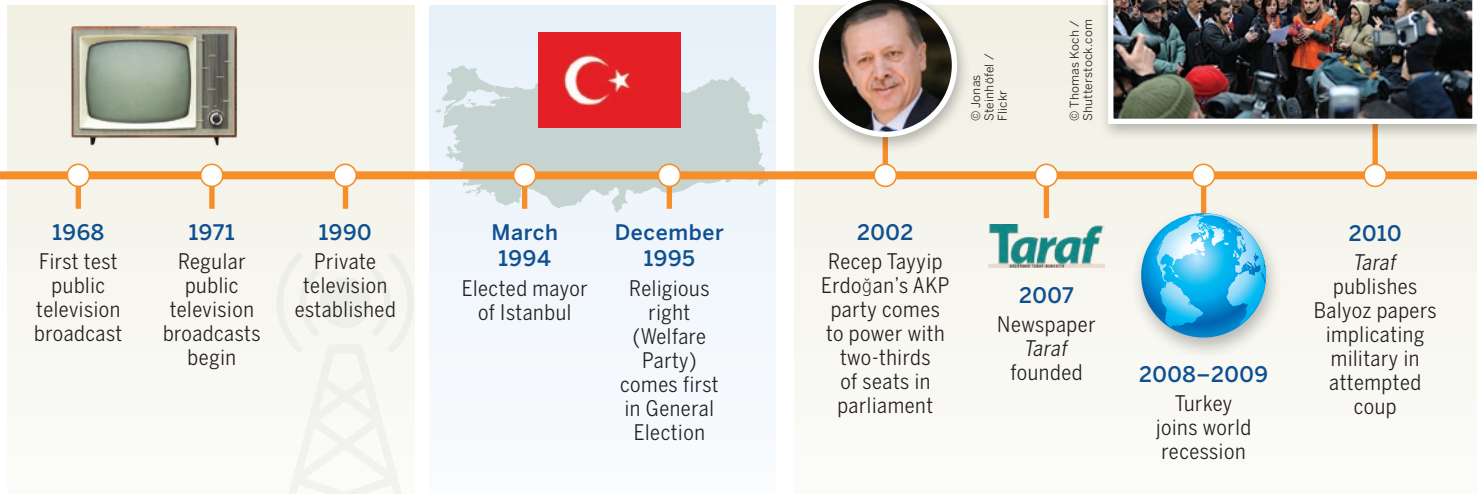 © Jonas
Steinhöfel /
Flickr
© Thomas Koch /
Shutterstock.com
1968
First test
public
television
broadcast
1971
Regular
public
television
broadcasts
begin
1990
Private
television
established
March
1994
Elected mayor
of Istanbul
December
1995
Religious
right
(Welfare
Party)
comes first
in General
Election
2002
Recep Tayyip
Erdoğan’s AKP
party comes
to power with
two-thirds
of seats in
parliament
Taraf
2007
Newspaper
Taraf
founded
2008–2009
Turkey
joins world
recession
2010
Taraf
publishes
Balyoz papers
implicating
military in
attempted
coup